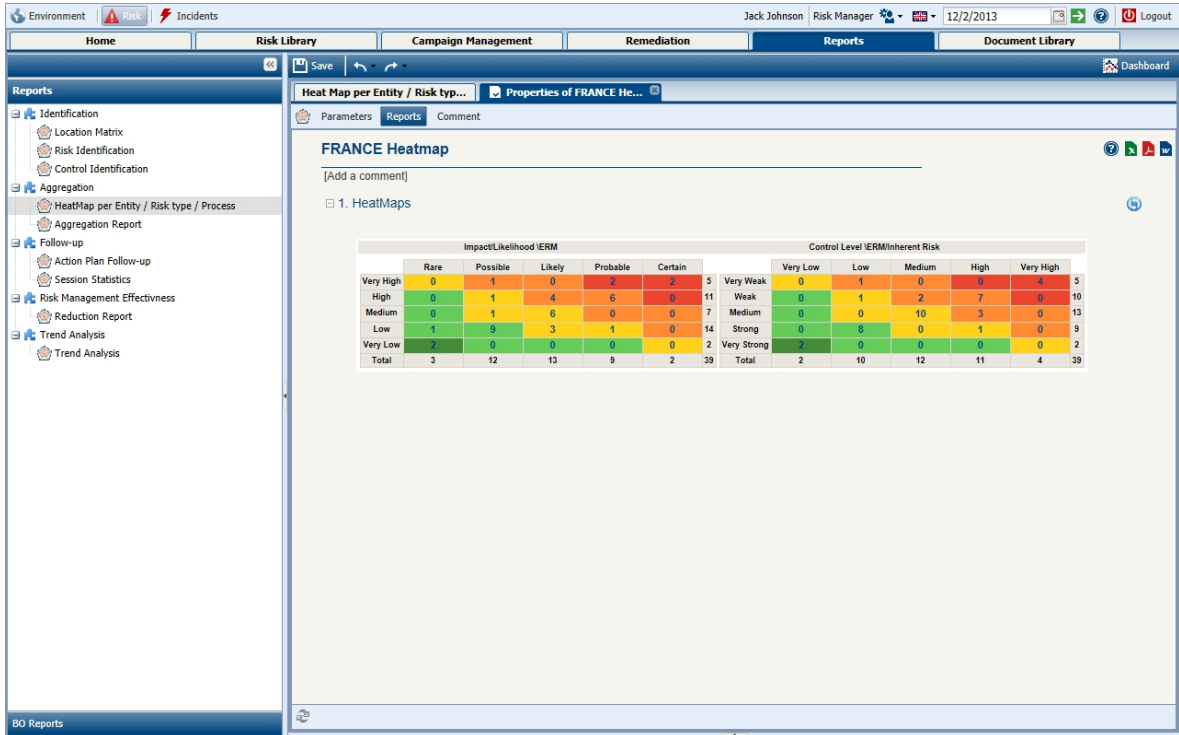 Environment Risk Incidents Jack Johnson Risk Manager 12/2/2013 Logout
Home Risk Library Campaign Management Remediation Reports Document Library
Save Dashboard
Reports
Identification
Location Matrix
Risk Identification
Control Identification
Aggregation
HeatMap per Entity / Risk type / Process
Aggregation Report
Follow-up
Action Plan Follow-up
Session Statistics
Risk Management Effectivness
Reduction Report
Trend Analysis
Trend Analysis
BO Reports
Heat Map per Entity / Risk typ... Properties of FRANCE He...
Parameters Reports Comment
FRANCE Heatmap
[Add a comment]
1. HeatMaps
Impact/Likelihood \ERM
Rare Possible Likely Probable Certain
Very High 0 1 0 2 2 5
High 0 1 4 6 0 11
Medium 0 1 6 0 0 7
Low 1 9 3 1 0 14
Very Low 2 0 0 0 0 2
Total 3 12 13 9 2 39
Control Level \ERM/Inherent Risk
Very Low Low Medium High Very High
Very Weak 0 1 0 0 4 5
Weak 0 1 2 7 0 10
Medium 0 0 10 3 0 13
Strong 0 8 0 1 0 9
Very Strong 2 0 0 0 0 2
Total 2 10 12 11 4 39